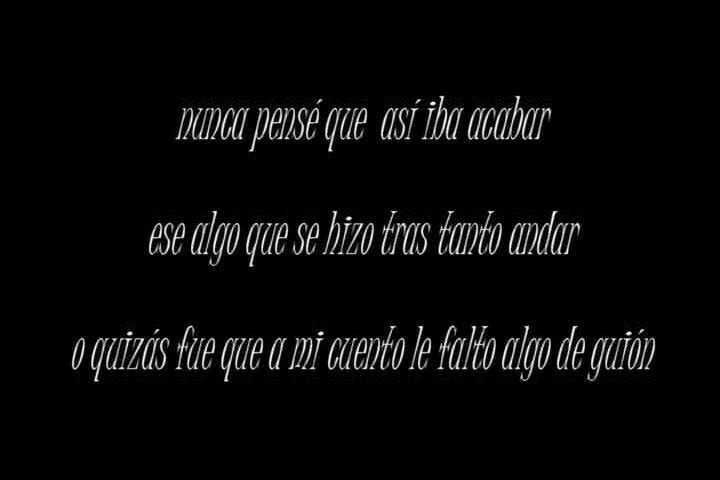 nunca pensé que así iba acabar
ese algo que se hizo tras tanto andar
o quizás fue que a mi cuento le falto algo de guión